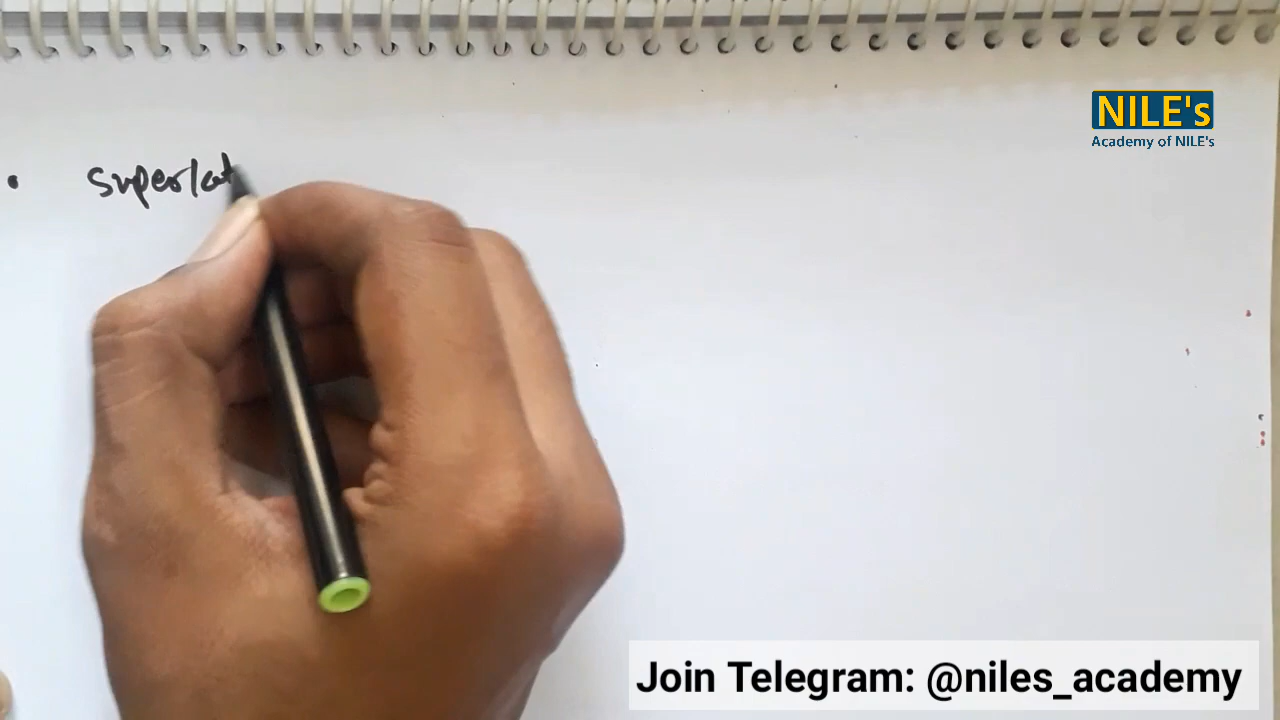 NILE's
Academy of NILE's
• superlat
Join Telegram: @niles_academy